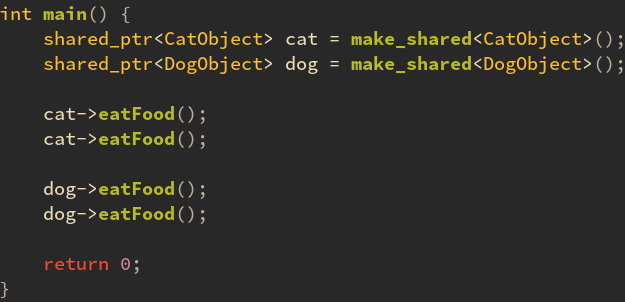 int main() {
    shared_ptr<CatObject> cat = make_shared<CatObject>();
    shared_ptr<DogObject> dog = make_shared<DogObject>();

    cat->eatFood();
    cat->eatFood();

    dog->eatFood();
    dog->eatFood();

    return 0;
}